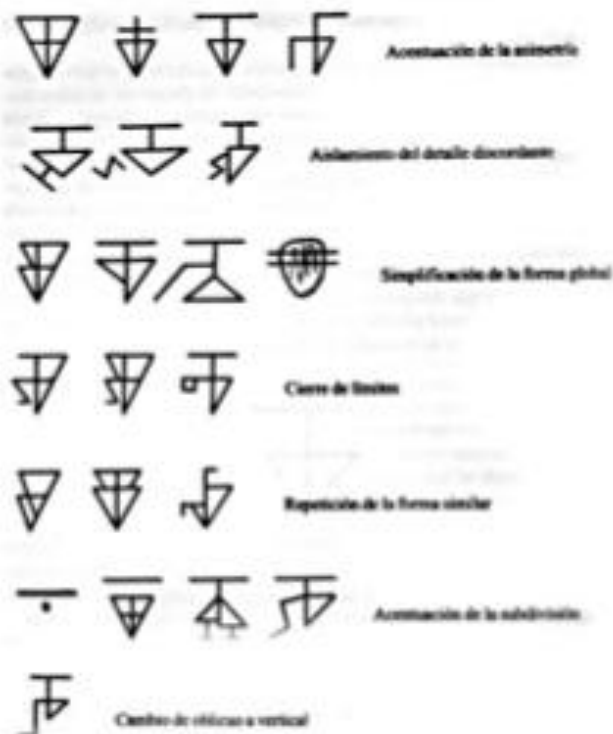 Acentuación de la asimetría
Aislamiento del detalle discordante
Simplificación de la forma global
Cierre de límites
Repetición de la forma similar
Acentuación de la subdivisión
Cambio de oblicuo a vertical